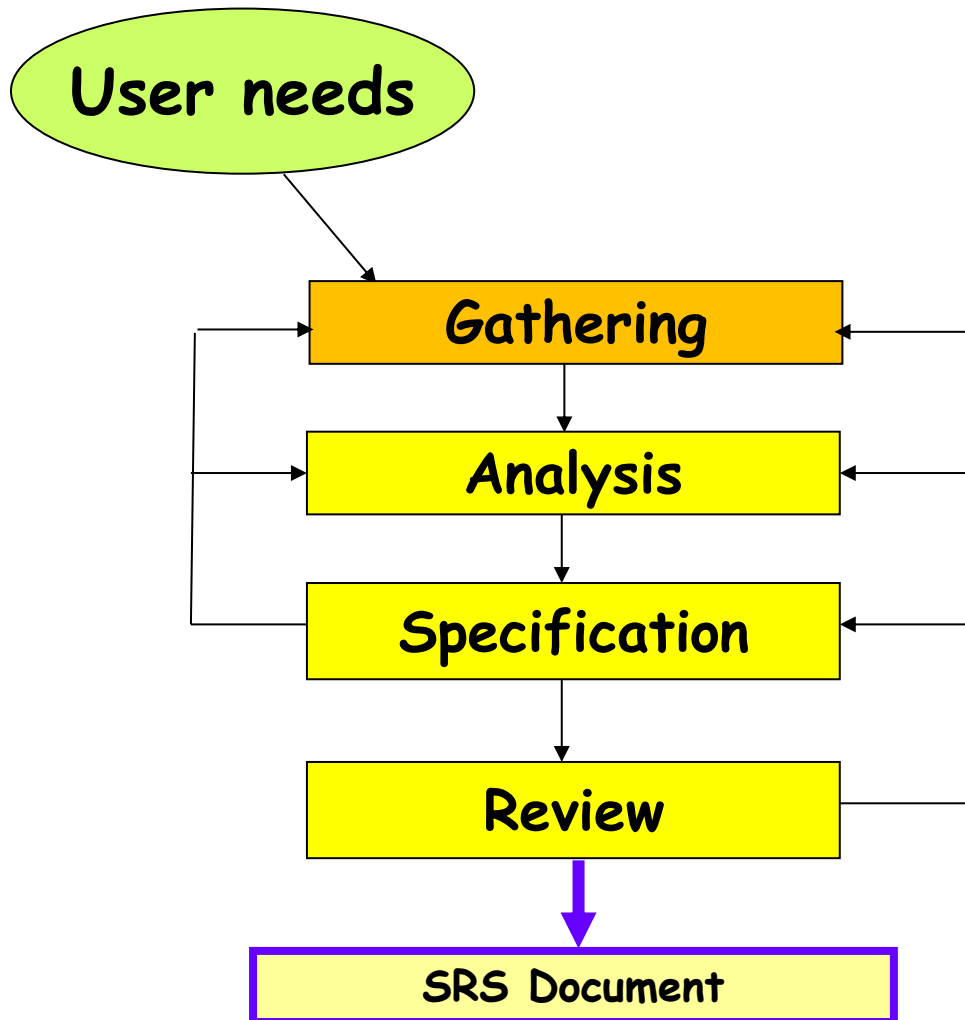 User needs
Gathering
Analysis
Specification
Review
SRS Document